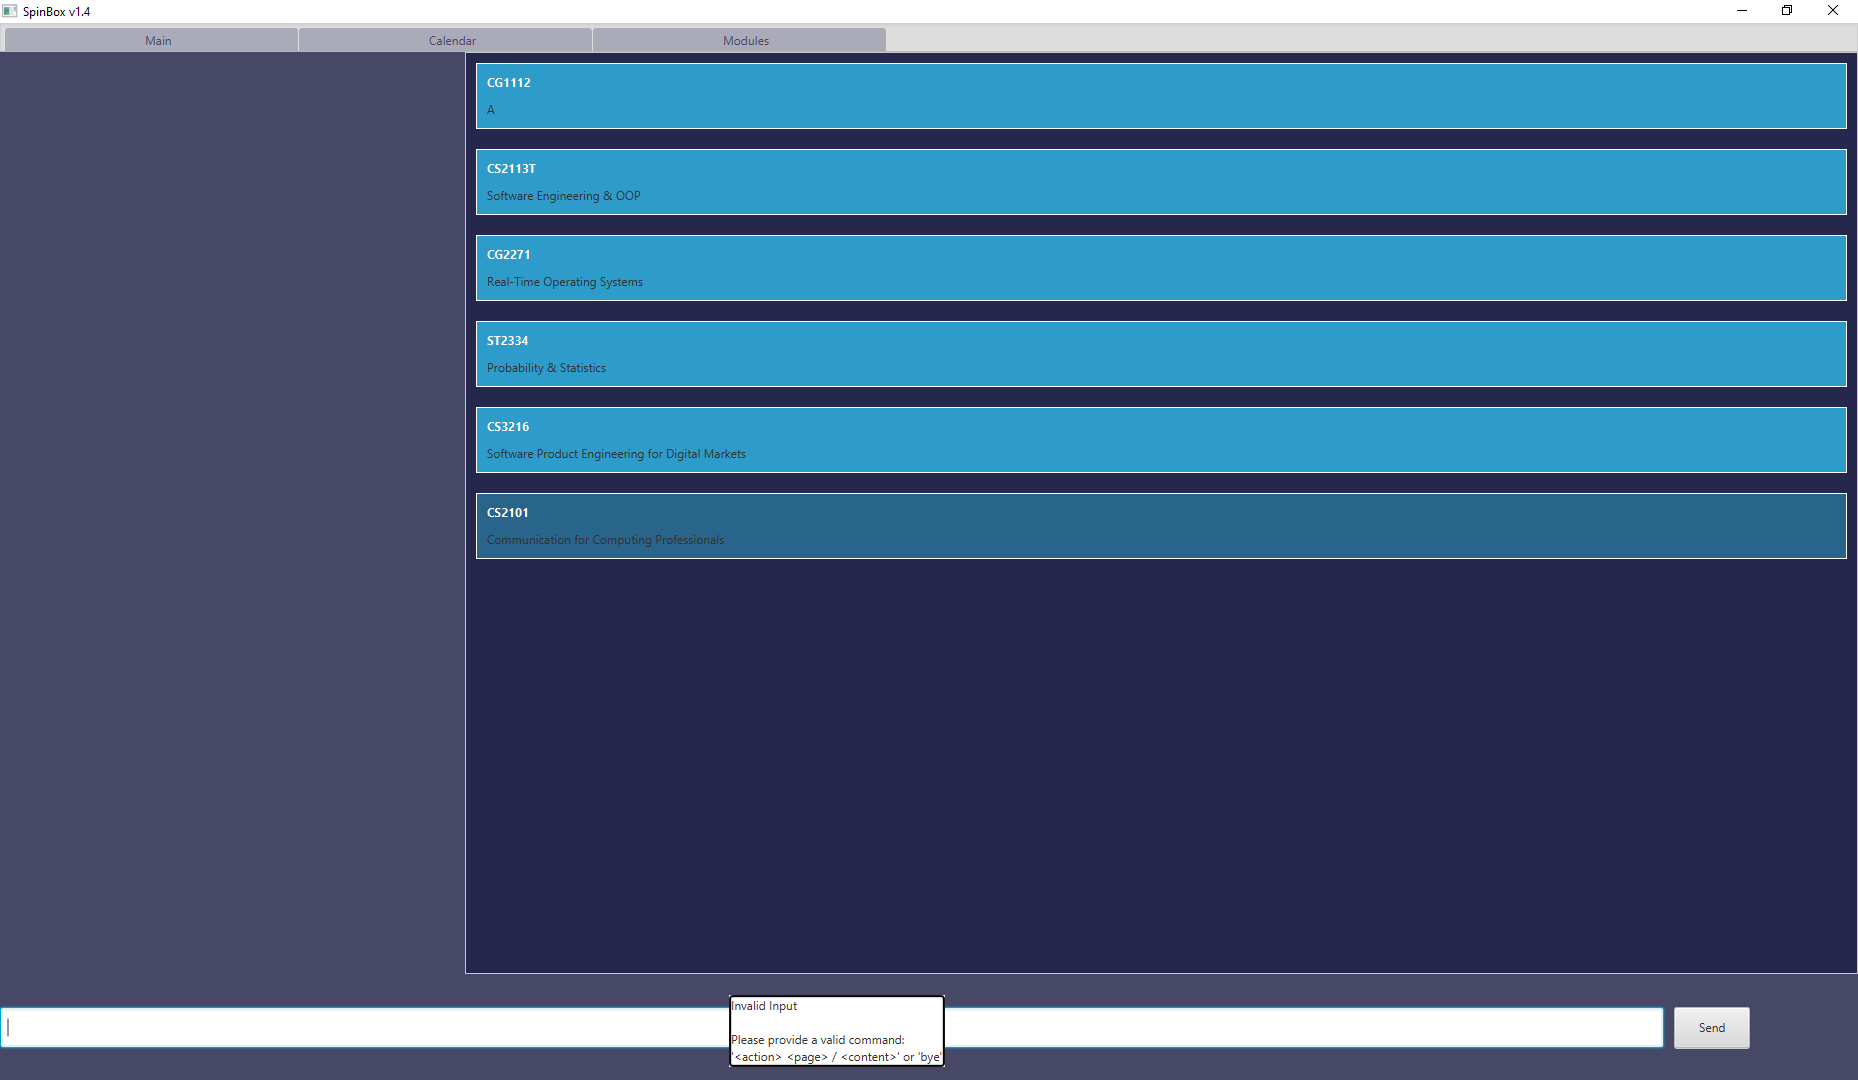 SpinBox v1.4
Main
Calendar
Modules
CG1112
A
CS2113T
Software Engineering & OOP
CG2271
Real-Time Operating Systems
ST2334
Probability & Statistics
CS3216
Software Product Engineering for Digital Markets
CS2101
Communication for Computing Professionals
Invalid Input
Please provide a valid command:
'<action> <page> / <content>' or 'bye'
Send